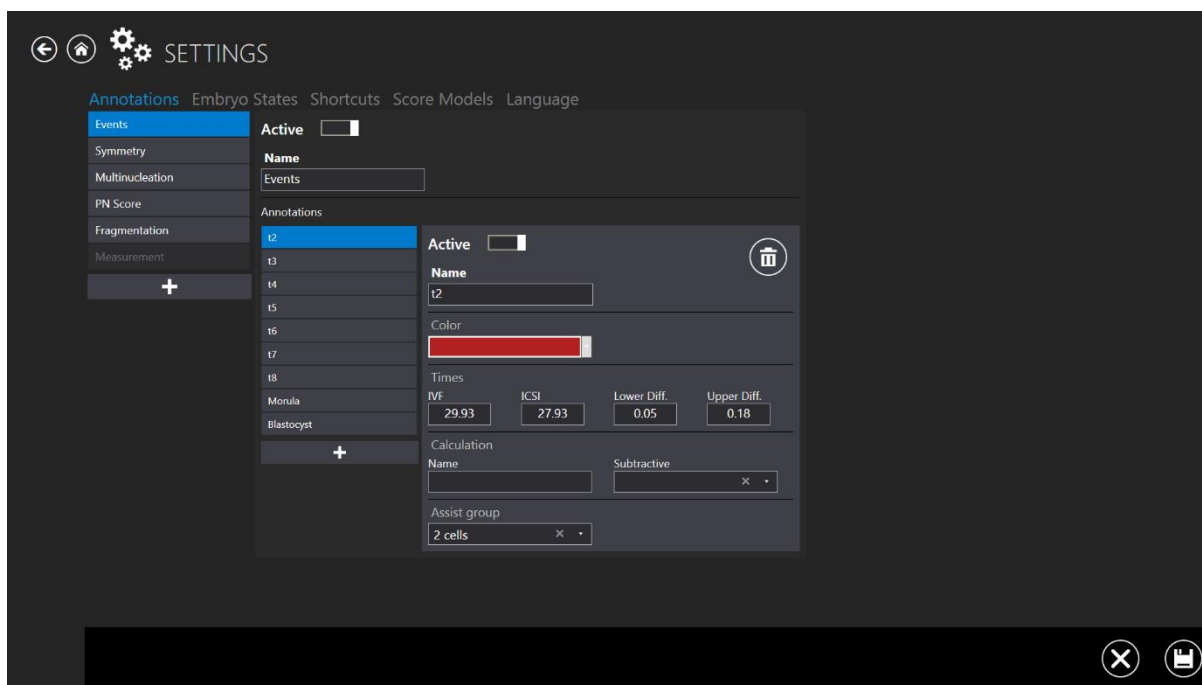 SETTINGS
Annotations Embryo States Shortcuts Score Models Language
Events
Symmetry
Multinucleation
PN Score
Fragmentation
Measurement
Active
Name
Events
Annotations
t2
t3
t4
t5
t6
t7
t8
Morula
Blastocyst
Active
Name
t2
Color
Times
IVF ICSI Lower Diff. Upper Diff.
29.93 27.93 0.05 0.18
Calculation
Name Subtractive
Assist group
2 cells